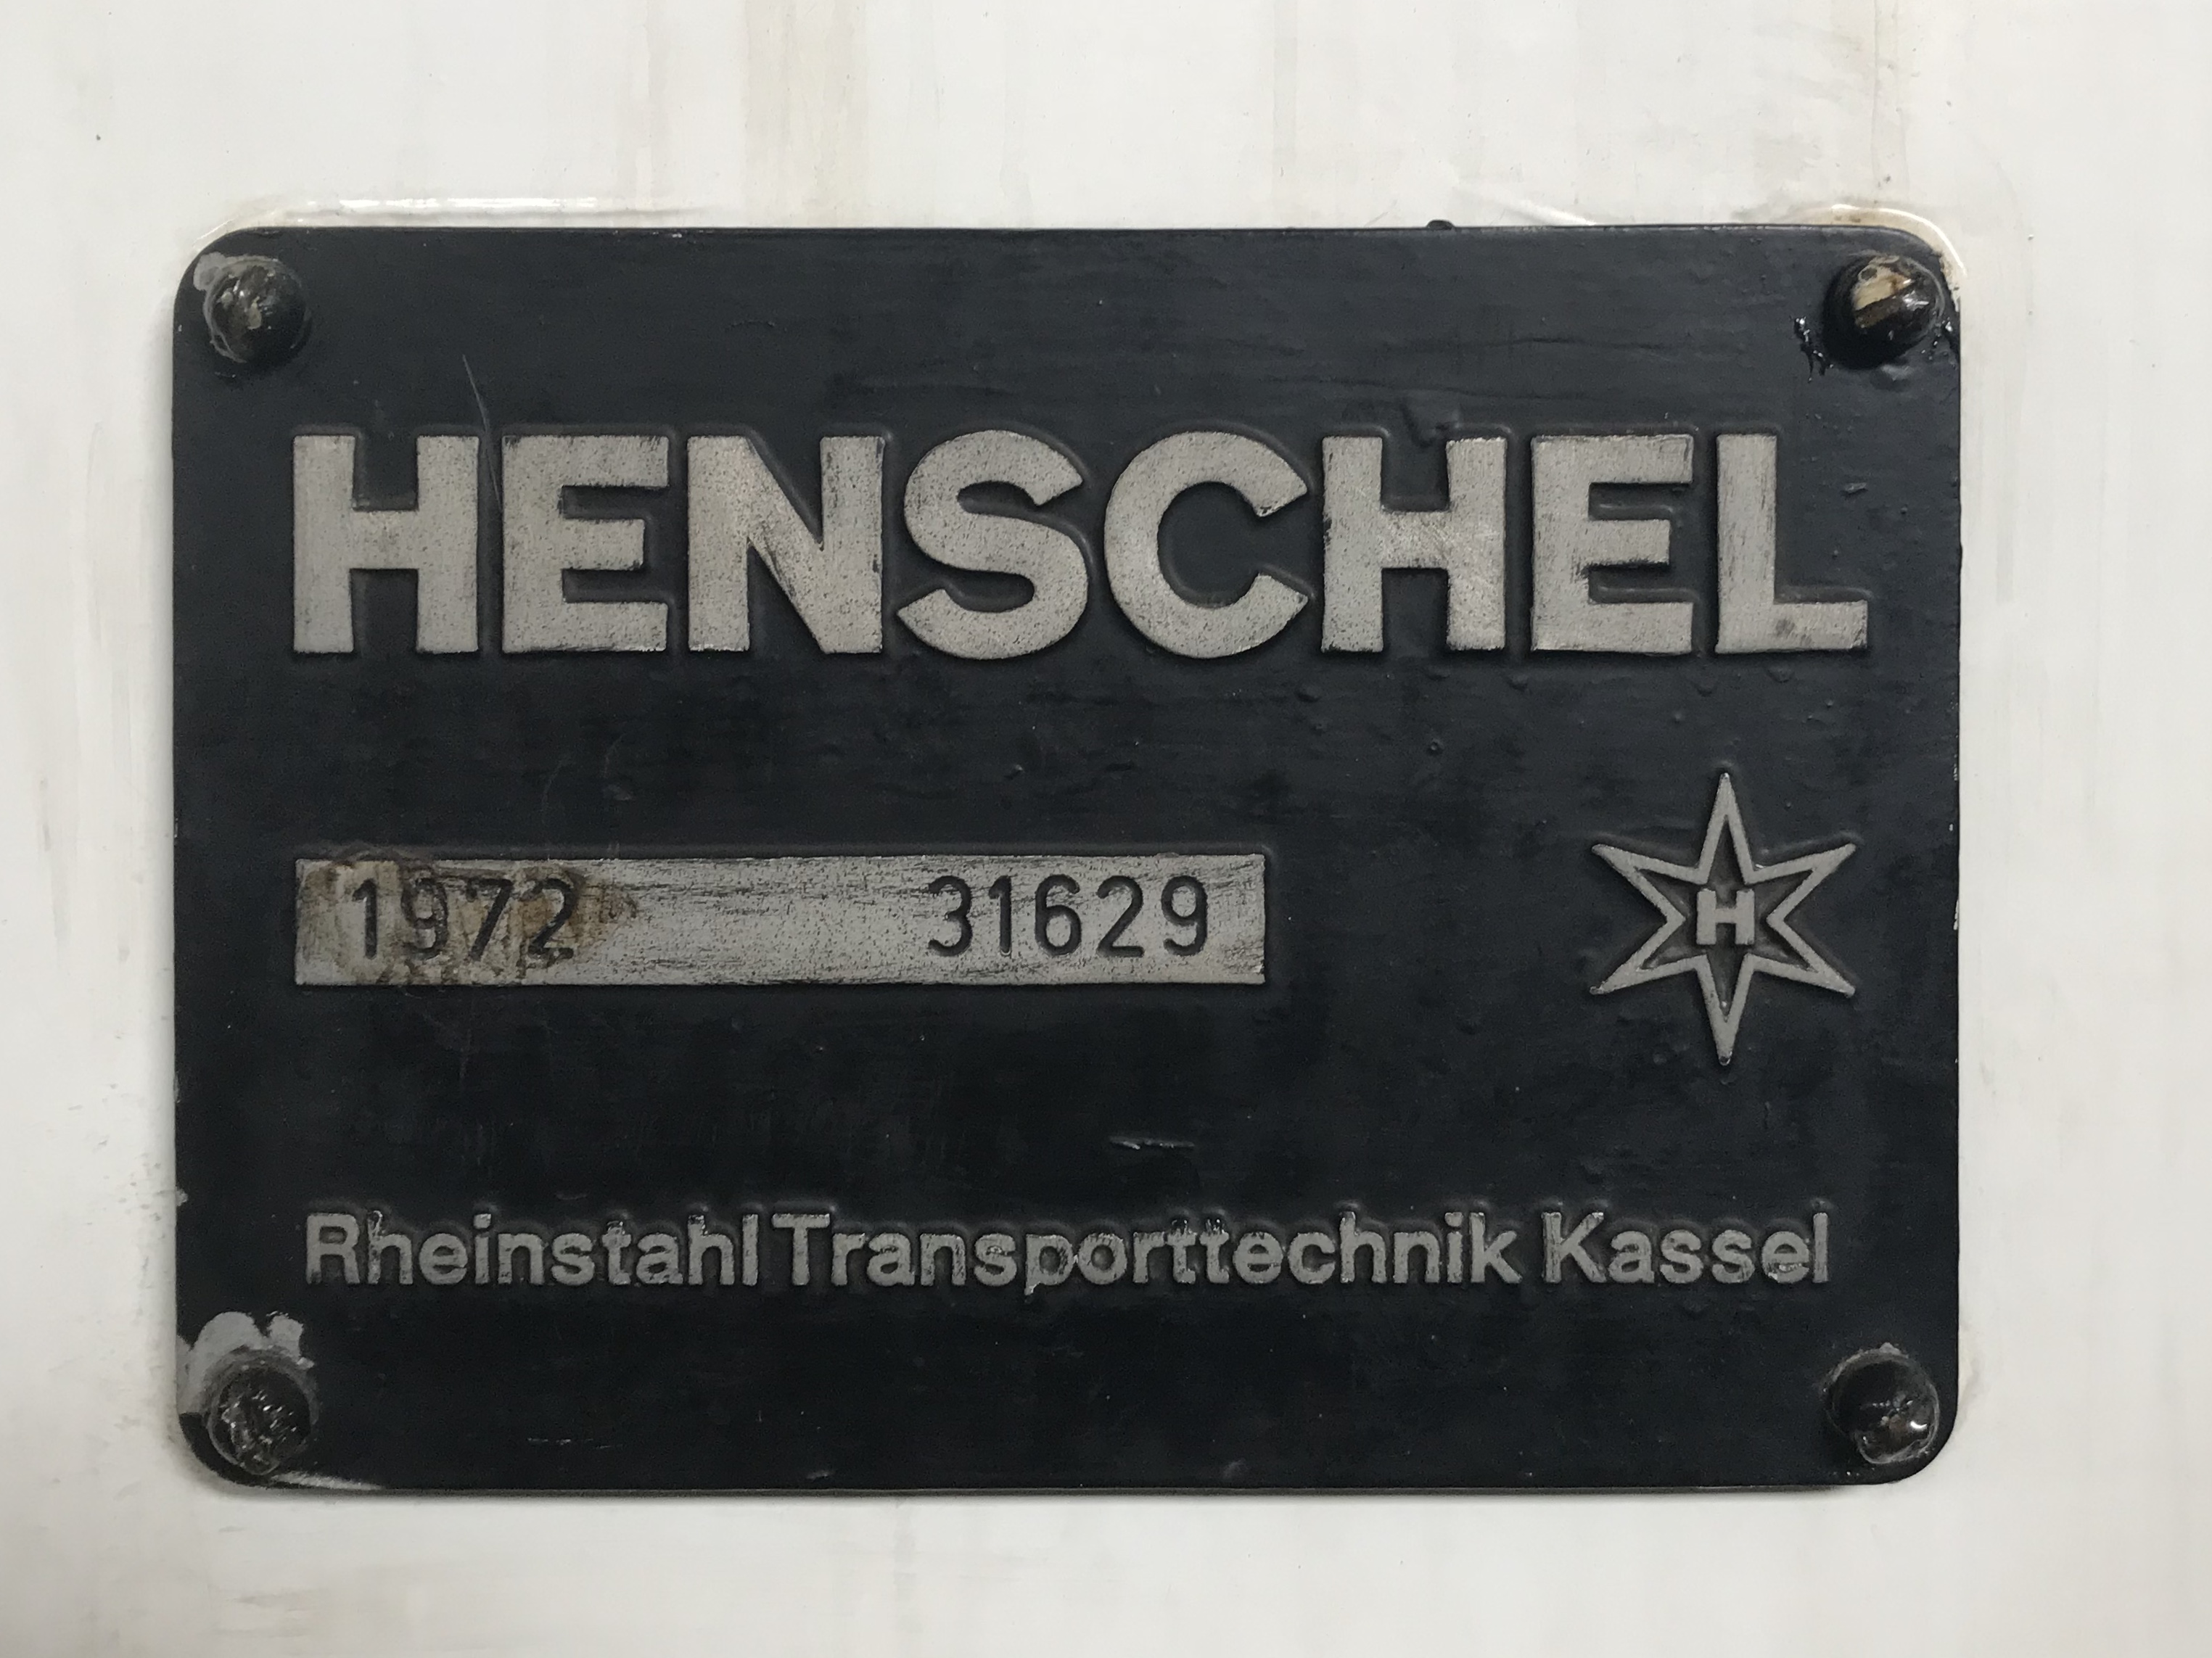 HENSCHEL
1972 31629
H
Rheinstahl Transporttechnik Kassel